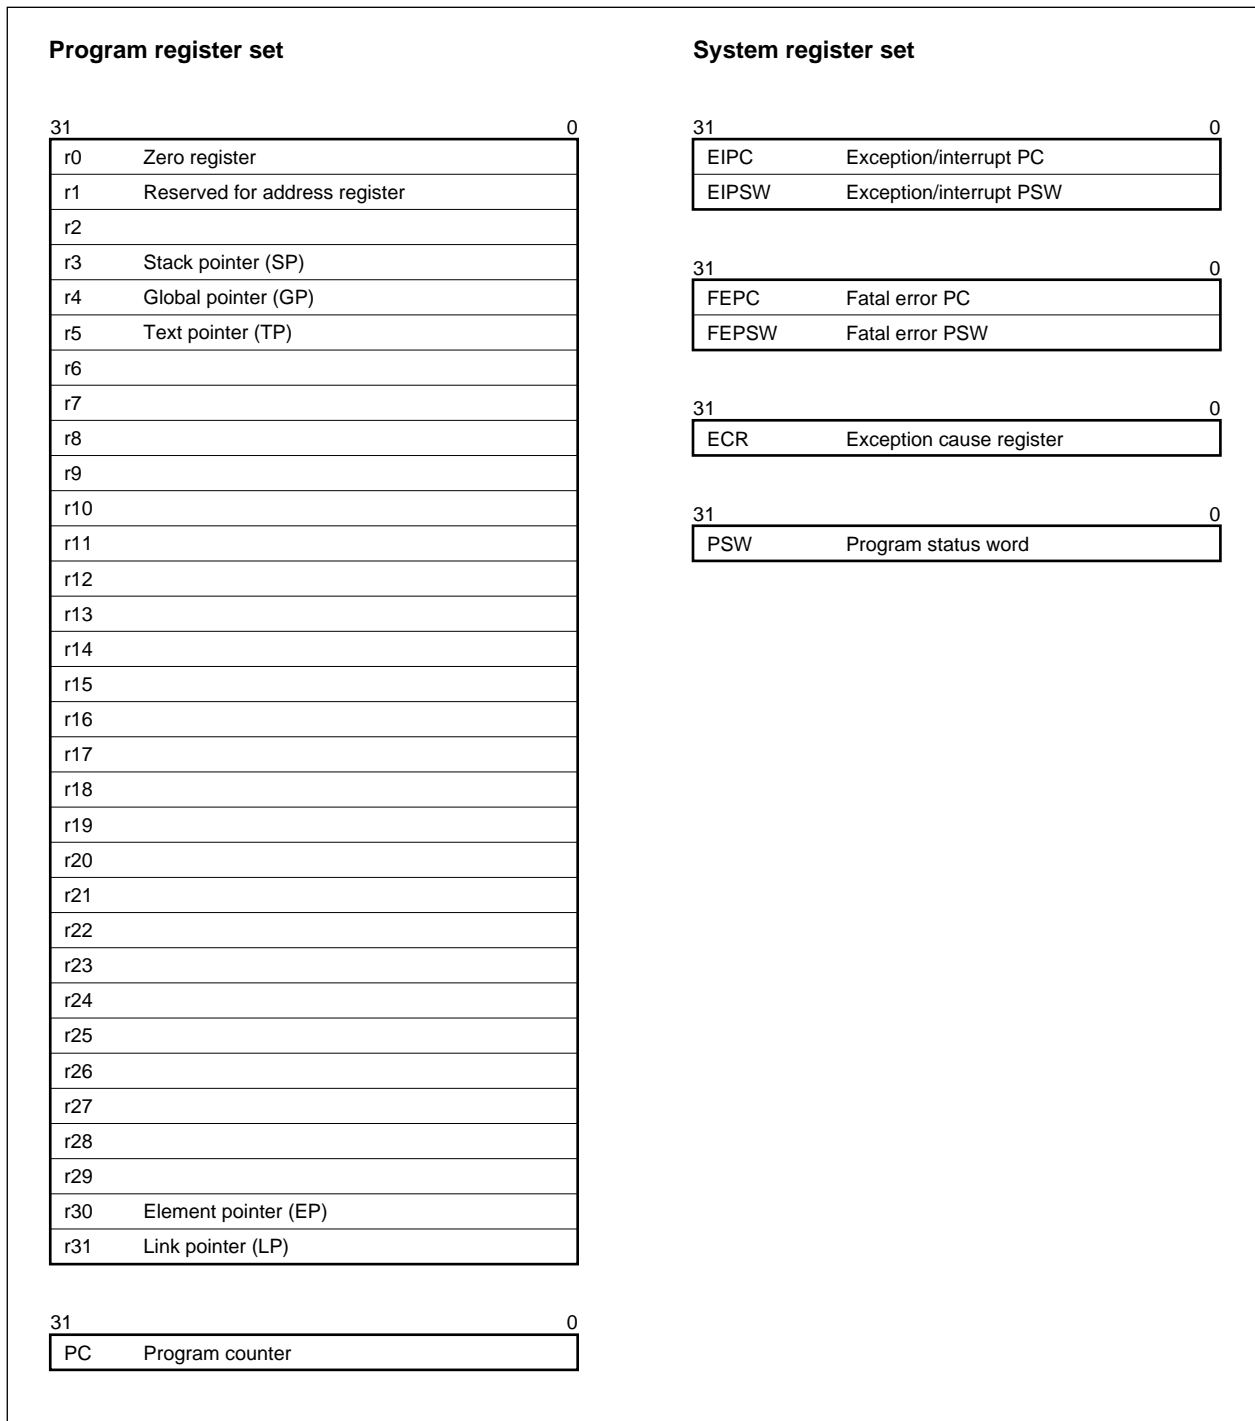 Program register set
31 0
r0 Zero register
r1 Reserved for address register
r2
r3 Stack pointer (SP)
r4 Global pointer (GP)
r5 Text pointer (TP)
r6
r7
r8
r9
r10
r11
r12
r13
r14
r15
r16
r17
r18
r19
r20
r21
r22
r23
r24
r25
r26
r27
r28
r29
r30 Element pointer (EP)
r31 Link pointer (LP)
31 0
PC Program counter
System register set
31 0
EIPC Exception/interrupt PC
EIPSW Exception/interrupt PSW
31 0
FEPC Fatal error PC
FEPSW Fatal error PSW
31 0
ECR Exception cause register
31 0
PSW Program status word